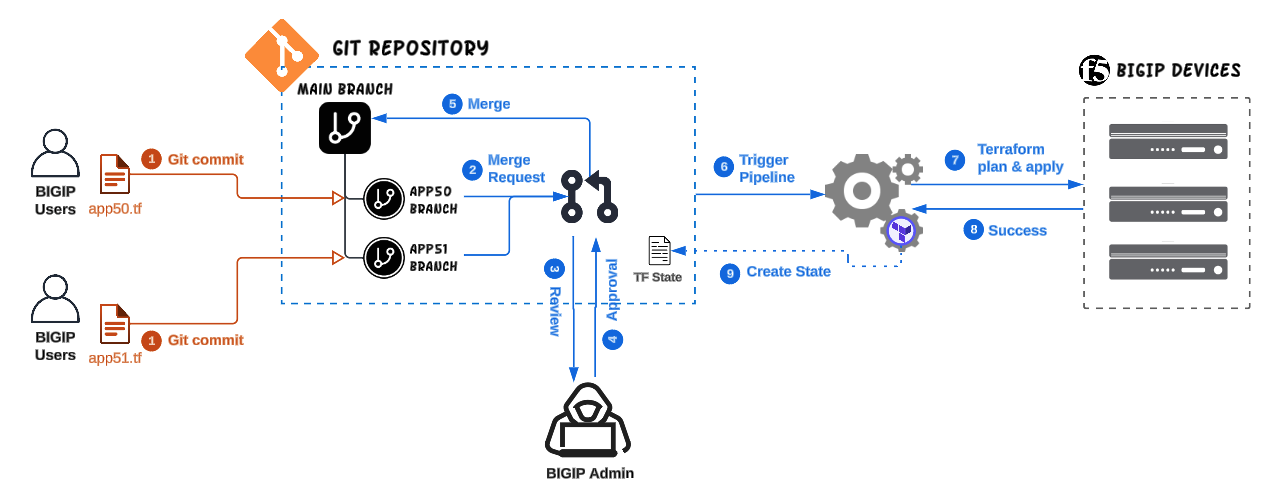 GIT REPOSITORY
f5 BIGIP DEVICES
MAIN BRANCH
5 Merge
1 Git commit
BIGIP
Users
app50.tf
2 Merge
Request
APP50
BRANCH
6 Trigger
Pipeline
7 Terraform
plan & apply
8 Success
APP51
BRANCH
TF State
9 Create State
3 Review
4 Approval
BIGIP
Users
app51.tf
1 Git commit
BIGIP Admin